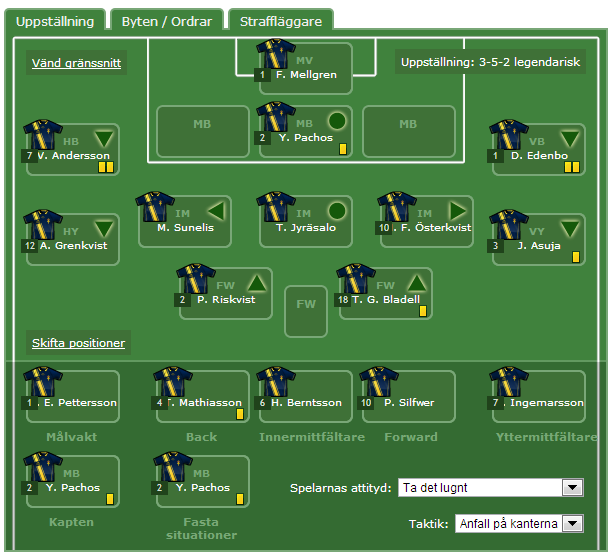 Uppställning Byten / Ordrar Straffläggare
Vänd gränssnitt
Uppställning: 3-5-2 legendarisk
MV
1 F. Mellgren
MB MB MB
2 Y. Pachos
HB VB
7 V. Andersson 1 D. Edenbo
IM IM IM
M. Sunelis T. Jyräsalo 10 . F. Österkvist
HY VY
12 A. Grenkvist 3 J. Asuja
FW FW FW
2 P. Riskvist 18 T. G. Bladell
Skifta positioner
1 . E. Pettersson 4 T. Mathiasson 6 H. Berntsson 10 P. Silfwer 7 . Ingemarsson
Målvakt Back Innermittfältare Forward Yttermittfältare
MB MB
2 Y. Pachos 2 Y. Pachos
Kapten Fasta
situationer
Spelarnas attityd: Ta det lugnt
Taktik: Anfall på kanterna